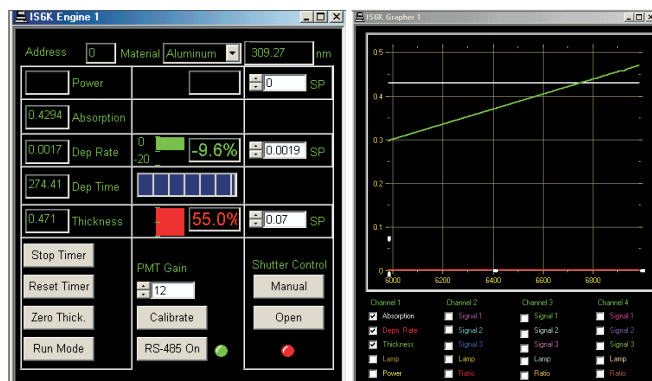 IS6K Engine 1
Address 0 Material Aluminum 309.27 nm
Power 0 SP
0.4294 Absorption
0.0017 Dep Rate 0 -20 -9.6% 0.0019 SP
274.41 Dep Time
0.471 Thickness 55.0% 0.07 SP
Stop Timer
PMT Gain Shutter Control
Reset Timer 12 Manual
Zero Thick. Calibrate Open
Run Mode RS-485 On
IS6K Grapher 1
0.5
0.4
0.3
0.2
0.1
0
6000 6200 6400 6600 6800
Channel 1 Channel 2 Channel 3 Channel 4
Absorption Signal 1 Signal 1 Signal 1
Depn. Rate Signal 2 Signal 2 Signal 2
Thickness Signal 3 Signal 3 Signal 3
Lamp Lamp Lamp Lamp
Power Ratio Ratio Ratio